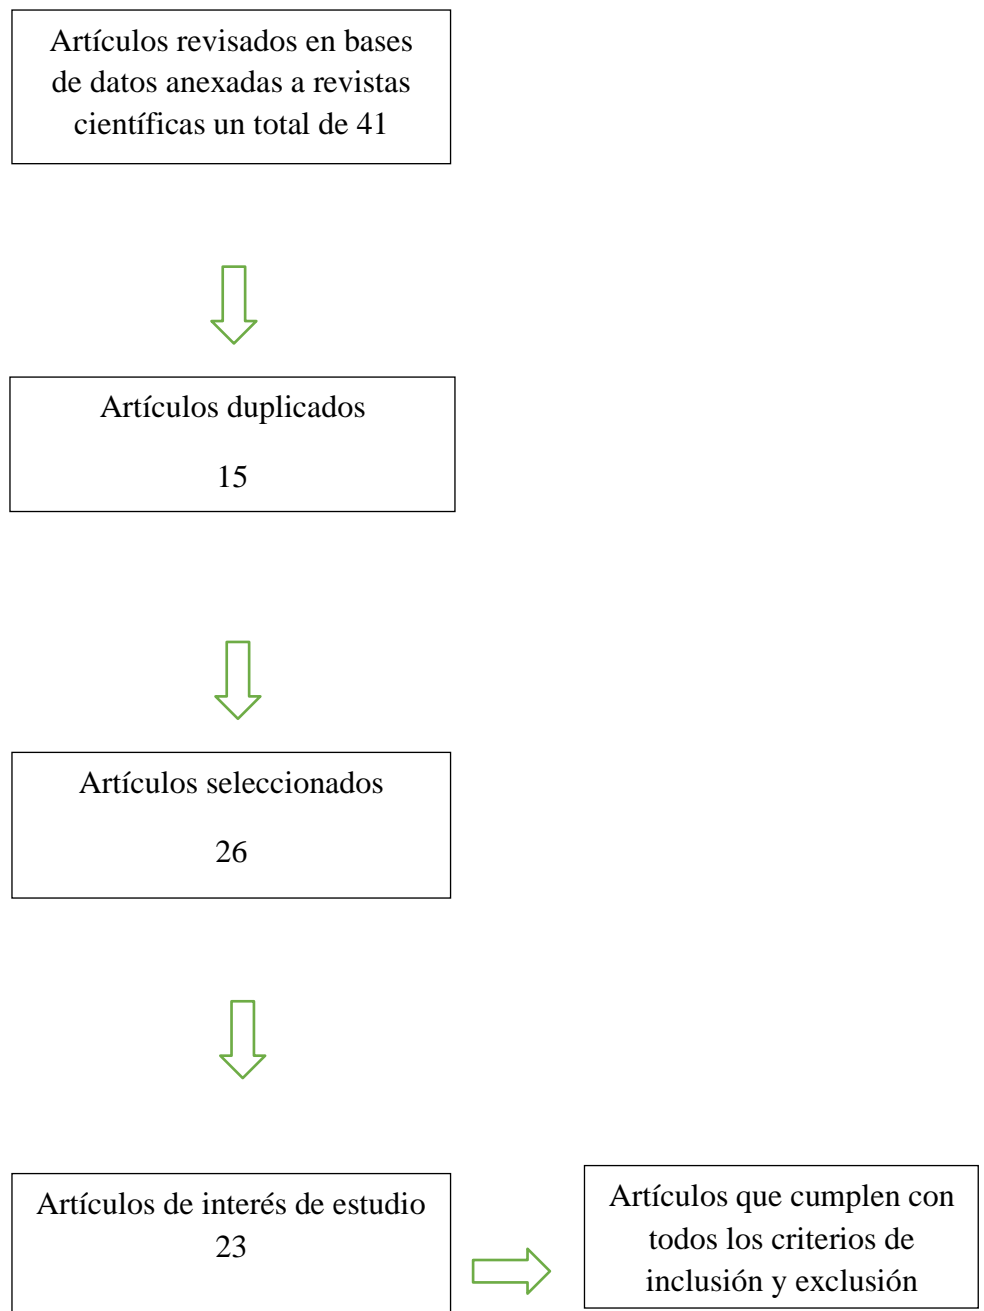 Artículos revisados en bases
de datos anexadas a revistas
científicas un total de 41
Artículos duplicados
15
Artículos seleccionados
26
Artículos de interés de estudio
23
Artículos que cumplen con
todos los criterios de
inclusión y exclusión